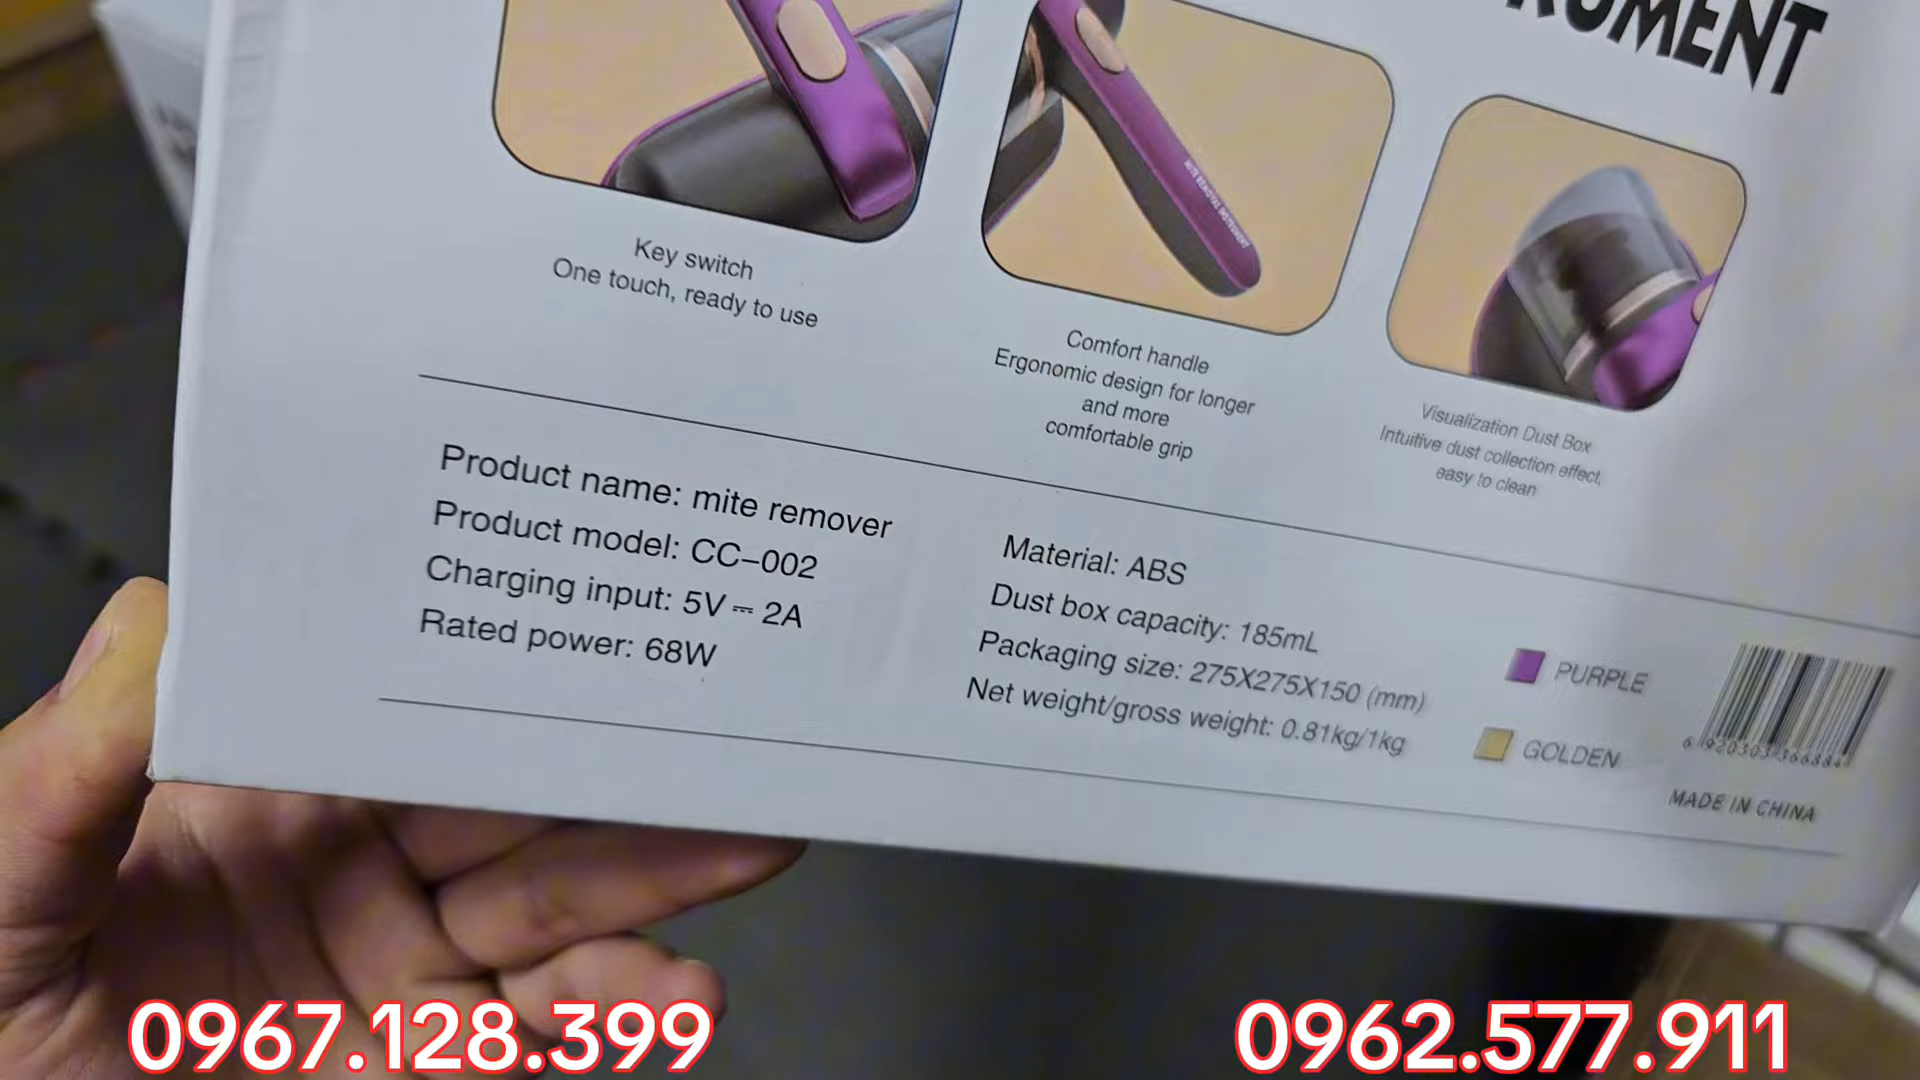 Key switch
One touch, ready to use
Comfort handle
Ergonomic design for longer
and more
comfortable grip
Visualization Dust Box
Intuitive dust collection effect,
easy to clean
Product name: mite remover
Product model: CC-002
Charging input: 5V⎓2A
Rated power: 68W
Material: ABS
Dust box capacity: 185mL
Packaging size: 275X275X150 (mm)
Net weight/gross weight: 0.81kg/1kg
PURPLE
GOLDEN
MADE IN CHINA
0967.128.399
0962.577.911